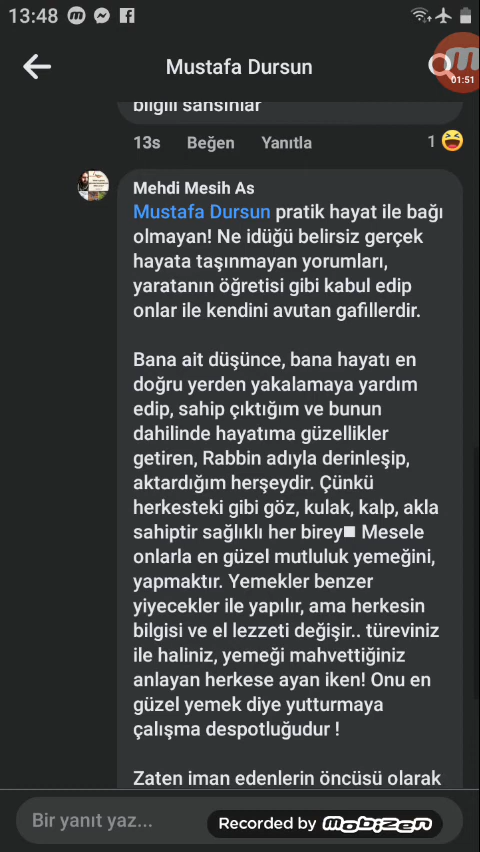 13:48
Mustafa Dursun
01:51
bilgili sansınlar
13s Beğen Yanıtla 1
Mehdi Mesih As
Mustafa Dursun pratik hayat ile bağı
olmayan! Ne idüğü belirsiz gerçek
hayata taşınmayan yorumları,
yaratanın öğretisi gibi kabul edip
onlar ile kendini avutan gafillerdir.
Bana ait düşünce, bana hayatı en
doğru yerden yakalamaya yardım
edip, sahip çıktığım ve bunun
dahilinde hayatıma güzellikler
getiren, Rabbin adıyla derinleşip,
aktardığım herşeydir. Çünkü
herkesteki gibi göz, kulak, kalp, akla
sahiptir sağlıklı her birey■ Mesele
onlarla en güzel mutluluk yemeğini,
yapmaktır. Yemekler benzer
yiyecekler ile yapılır, ama herkesin
bilgisi ve el lezzeti değişir.. türeviniz
ile haliniz, yemeği mahvettiğiniz
anlayan herkese ayan iken! Onu en
güzel yemek diye yutturmaya
çalışma despotluğudur !
Zaten iman edenlerin öncüsü olarak
Bir yanıt yaz...
Recorded by mobizen